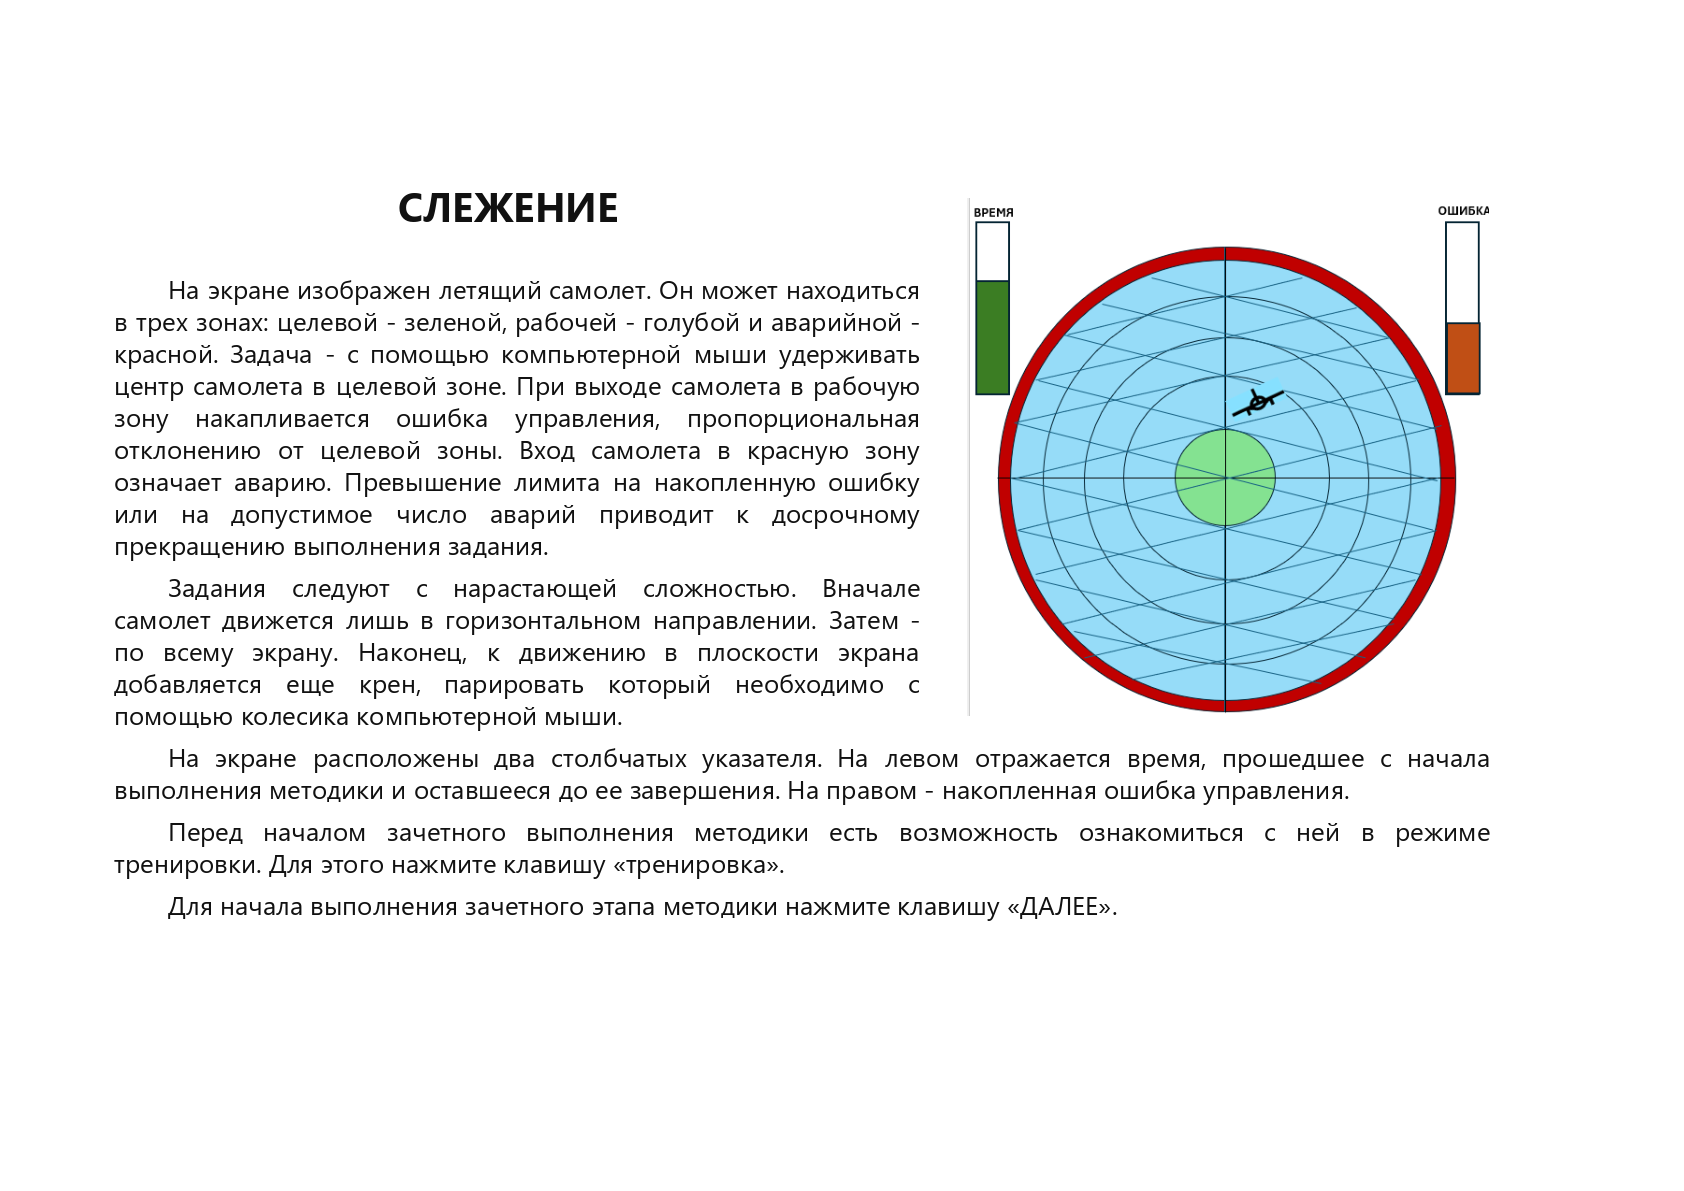 СЛЕЖЕНИЕ
ВРЕМЯ
ОШИБКА
На экране изображен летящий самолет. Он может находиться
в трех зонах: целевой - зеленой, рабочей - голубой и аварийной -
красной. Задача - с помощью компьютерной мыши удерживать
центр самолета в целевой зоне. При выходе самолета в рабочую
зону накапливается ошибка управления, пропорциональная
отклонению от целевой зоны. Вход самолета в красную зону
означает аварию. Превышение лимита на накопленную ошибку
или на допустимое число аварий приводит к досрочному
прекращению выполнения задания.
Задания следуют с нарастающей сложностью. Вначале
самолет движется лишь в горизонтальном направлении. Затем -
по всему экрану. Наконец, к движению в плоскости экрана
добавляется еще крен, парировать который необходимо с
помощью колесика компьютерной мыши.
На экране расположены два столбчатых указателя. На левом отражается время, прошедшее с начала
выполнения методики и оставшееся до ее завершения. На правом - накопленная ошибка управления.
Перед началом зачетного выполнения методики есть возможность ознакомиться с ней в режиме
тренировки. Для этого нажмите клавишу «тренировка».
Для начала выполнения зачетного этапа методики нажмите клавишу «ДАЛЕЕ».